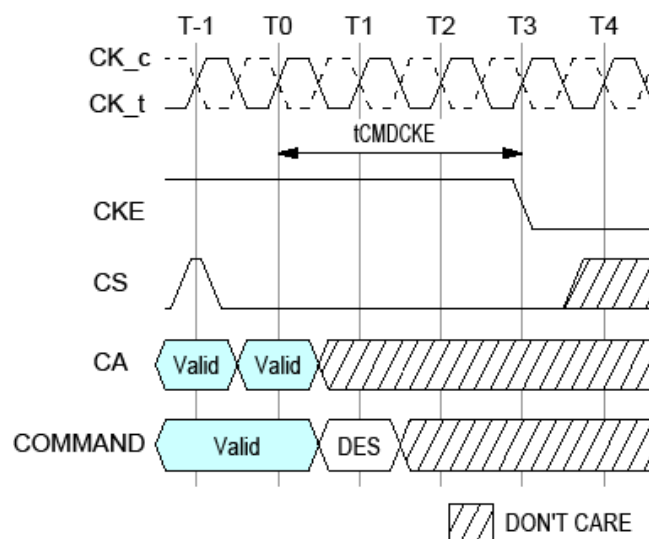 T-1 T0 T1 T2 T3 T4
CK_c
CK_t
tCMDCKE
CKE
CS
CA Valid Valid
COMMAND Valid DES
DON'T CARE